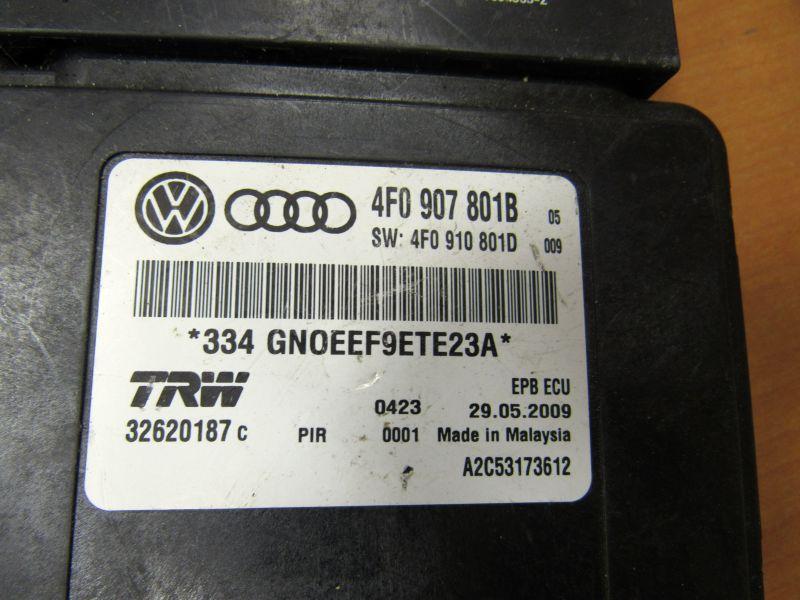 4F0 907 801B 05
SW: 4F0 910 801D 009
*334 GN0EEF9ETE23A*
TRW EPB ECU
0423 29.05.2009
32620187 C PIR 0001 Made in Malaysia
A2C53173612